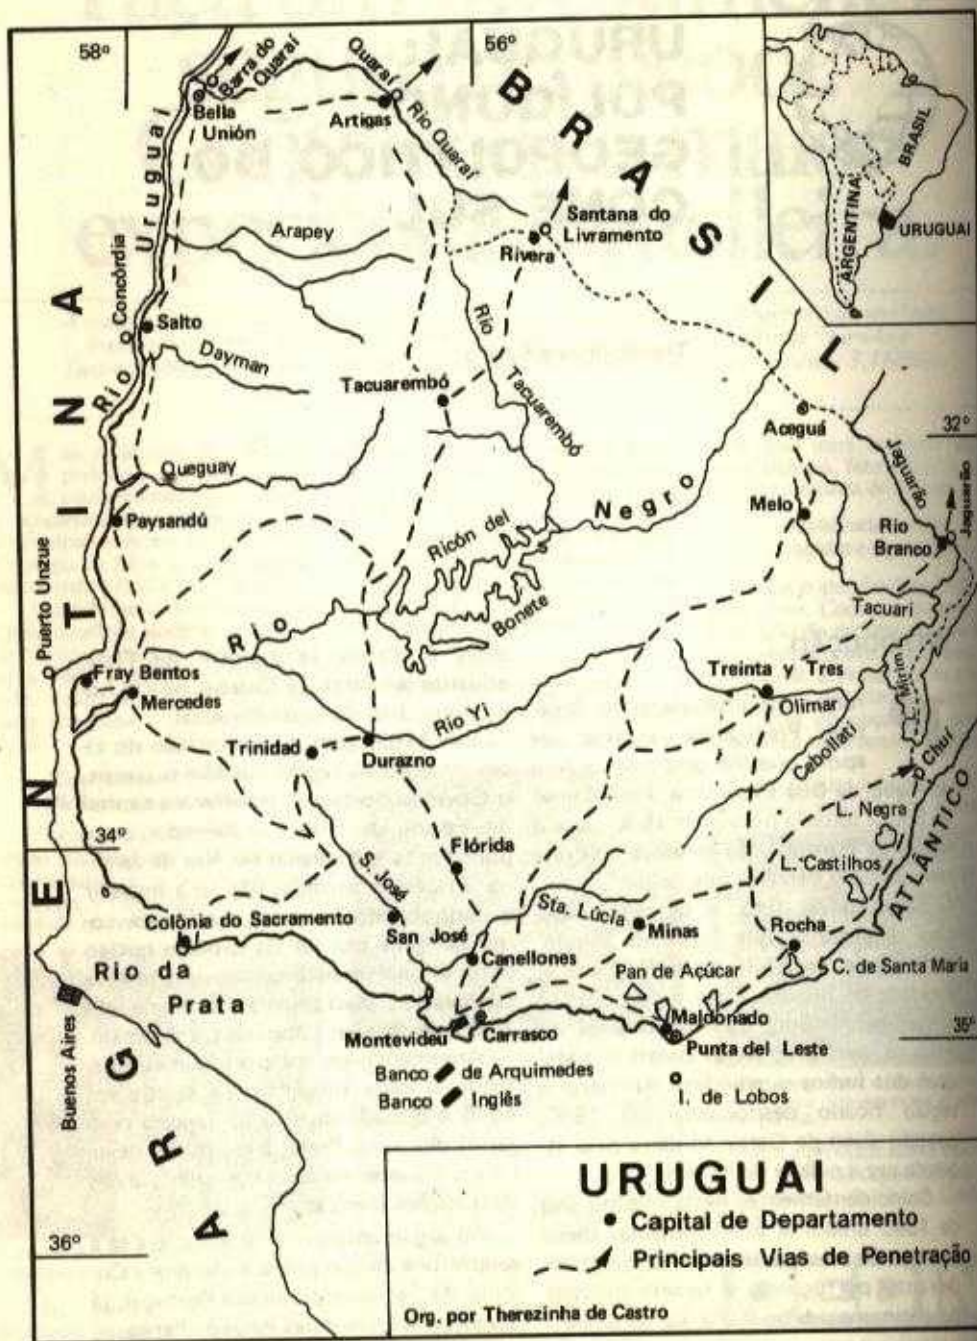 58º
56º
Barra do
Quaraí
Quaraí
Bella
Unión
Artigas
Rio Quaraí
BRASIL
BRASIL
ARGENTINA
URUGUAI
Rio Uruguai
Arapey
Santana do
Livramento
Rivera
Concórdia
Salto
Dayman
Rio Tacuarembó
Tacuarembó
Aceguá
32º
Queguay
Negro
Melo
Jaguarão
Jaguarão
Rio
Branco
Paysandú
Ricón del
Bonete
Puerto Unzue
Rio
Tacuari
Fray Bentos
Mercedes
Treinta y Tres
Mirim
Olimar
Rio Yi
Trinidad
Durazno
Cebollati
Chuí
L. Negra
34º
Flórida
L. Castilhos
ATLÂNTICO
S. José
Colônia do Sacramento
Sta. Lúcia
San José
Minas
Rocha
Canellones
Rio da
Prata
Pan de Açúcar
C. de Santa Maria
Maldonado
Montevideu
Carrasco
Punta del Leste
35º
Buenos Aires
Banco de Arquimedes
Banco Inglês
I. de Lobos
ARGENTINA
36º
URUGUAI
Capital de Departamento
Principais Vias de Penetração
Org. por Therezinha de Castro